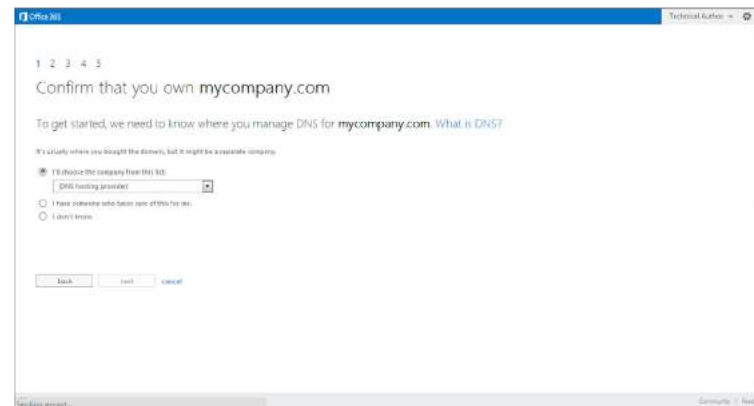 Office 365
Technical Author
1 2 3 4 5
Confirm that you own mycompany.com
To get started, we need to know where you manage DNS for mycompany.com. What is DNS?
It's usually where you bought the domain, but it might be a separate company.
I'll choose the company from this list:
(DNS hosting provider)
I have someone who takes care of this for me.
I don't know.
back
next
cancel
Community